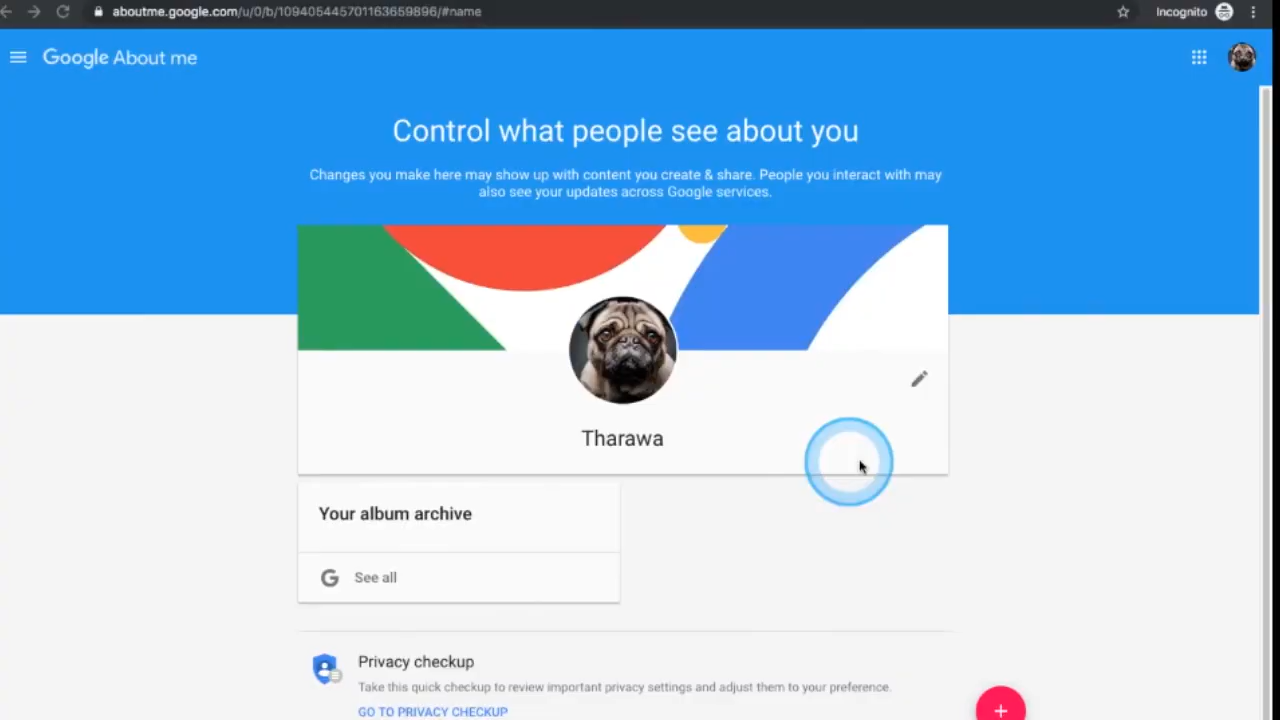 aboutme.google.com/u/0/b/109405445701163659896/#name
Incognito
Google About me
Control what people see about you
Changes you make here may show up with content you create & share. People you interact with may
also see your updates across Google services.
Tharawa
Your album archive
G See all
Privacy checkup
Take this quick checkup to review important privacy settings and adjust them to your preference.
GO TO PRIVACY CHECKUP